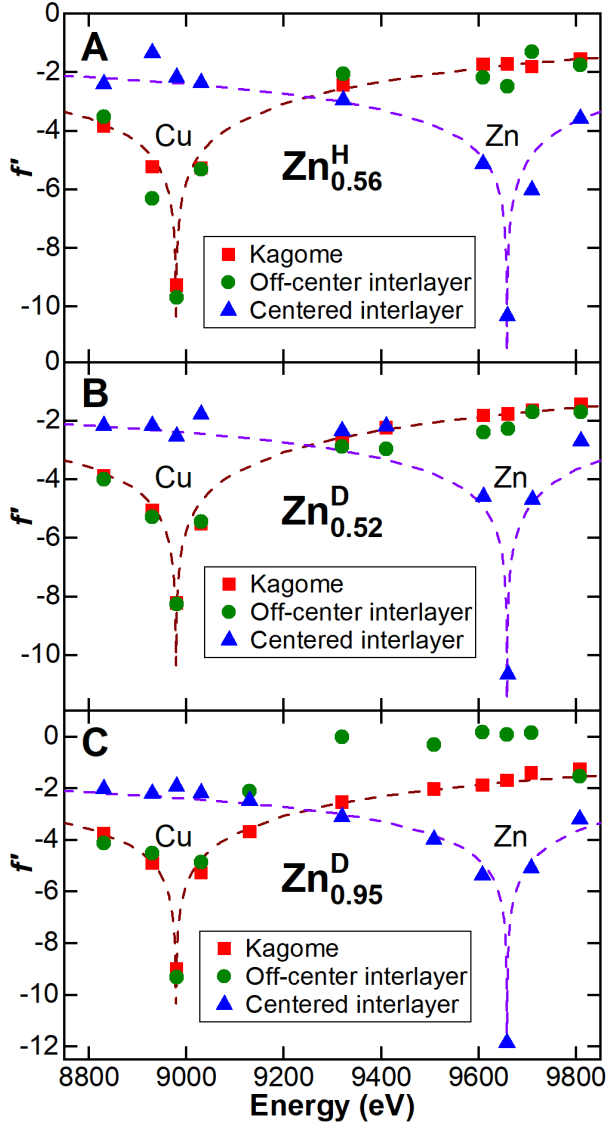 0
A
-2
-4
Cu
Zn
f'
-6
Zn^H_0.56
-8
Kagome
Off-center interlayer
-10
Centered interlayer
0
B
-2
-4
Cu
Zn
f'
-6
Zn^D_0.52
-8
Kagome
Off-center interlayer
-10
Centered interlayer
C
0
-2
-4
Cu
Zn
f'
-6
Zn^D_0.95
-8
Kagome
-10
Off-center interlayer
Centered interlayer
-12
8800 9000 9200 9400 9600 9800
Energy (eV)